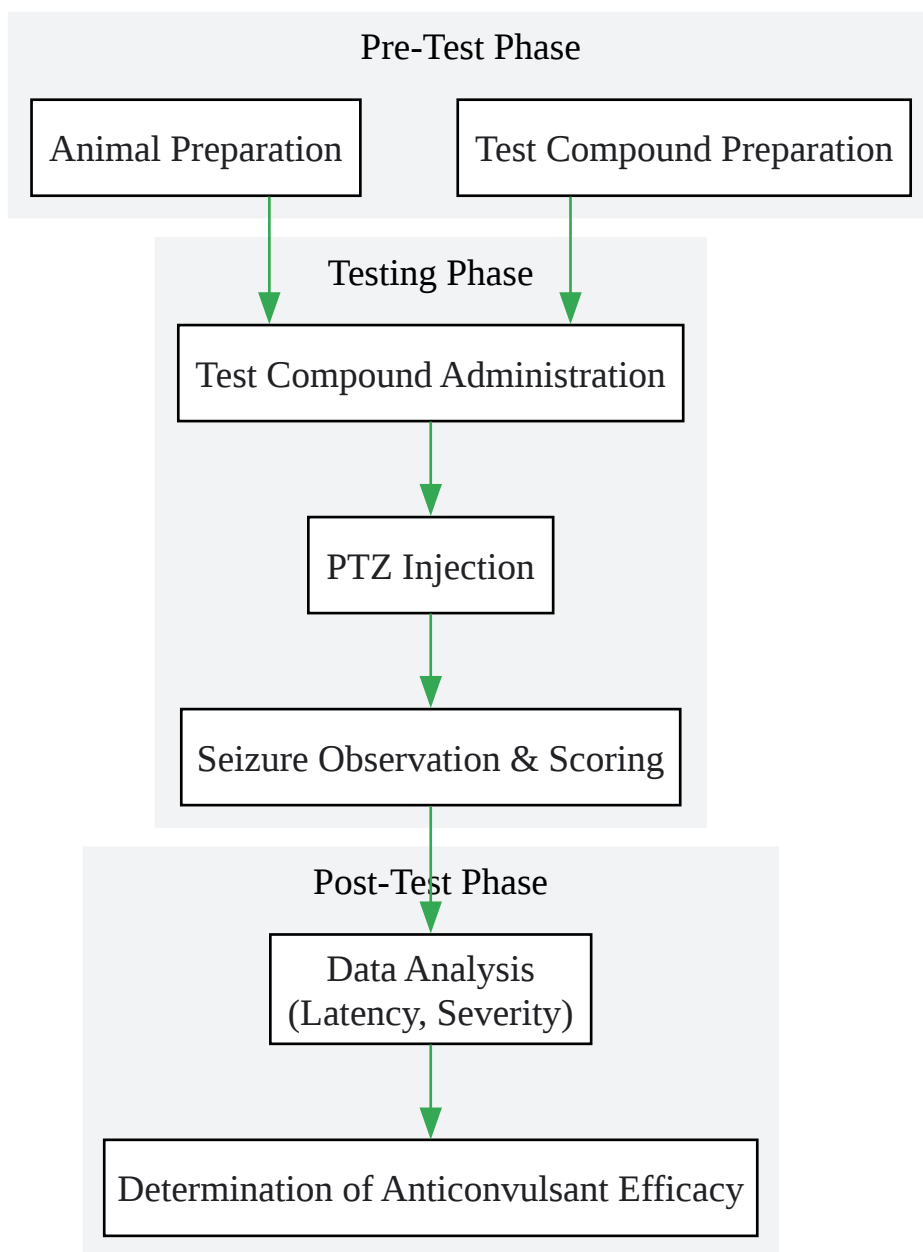 Pre-Test Phase
Animal Preparation
Test Compound Preparation
Testing Phase
Test Compound Administration
PTZ Injection
Seizure Observation & Scoring
Post-Test Phase
Data Analysis
(Latency, Severity)
Determination of Anticonvulsant Efficacy